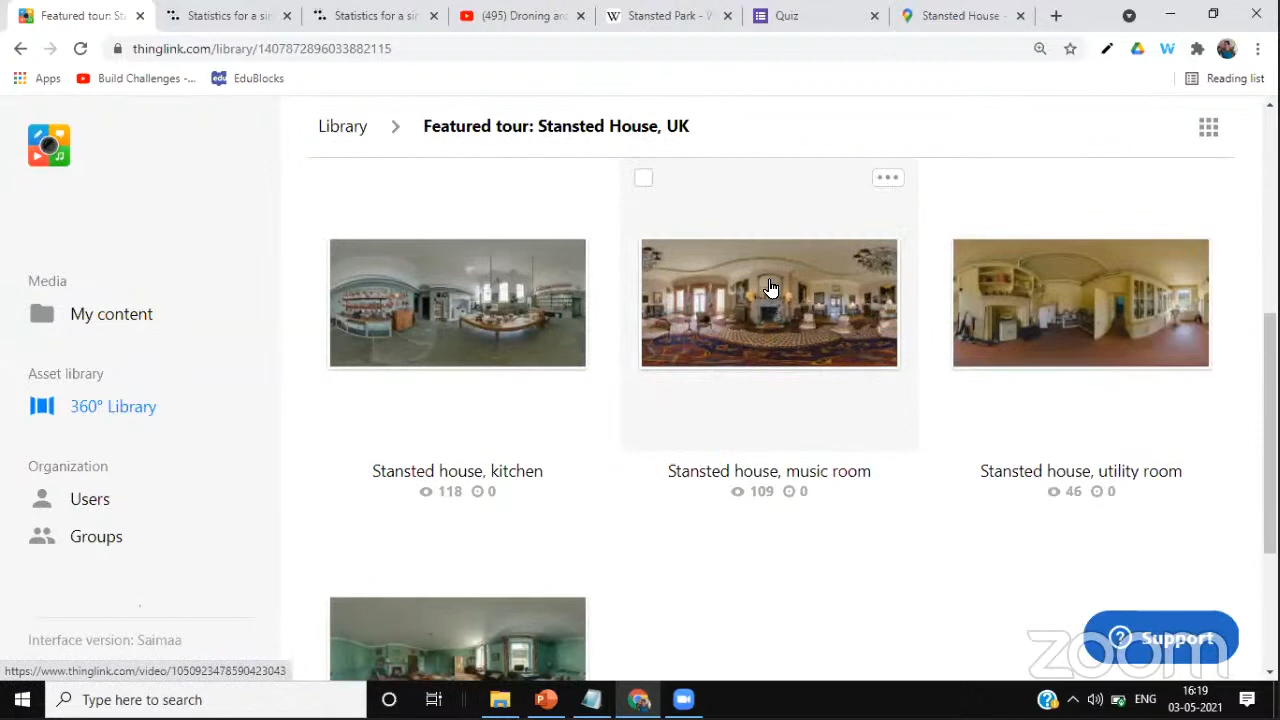 Featured tour: Sta
Statistics for a sin
Statistics for a sin
(495) Droning aro
Stansted Park - W
Quiz
Stansted House -
thinglink.com/library/1407872896033882115
Apps
Build Challenges -...
EduBlocks
Reading list
Library
Featured tour: Stansted House, UK
Media
My content
Asset library
360° Library
Organization
Users
Groups
Interface version: Saimaa
Stansted house, kitchen
118 0
Stansted house, music room
109 0
Stansted house, utility room
46 0
Support
zoom
https://www.thinglink.com/video/1050923478590423043
Type here to search
ENG
16:19
03-05-2021